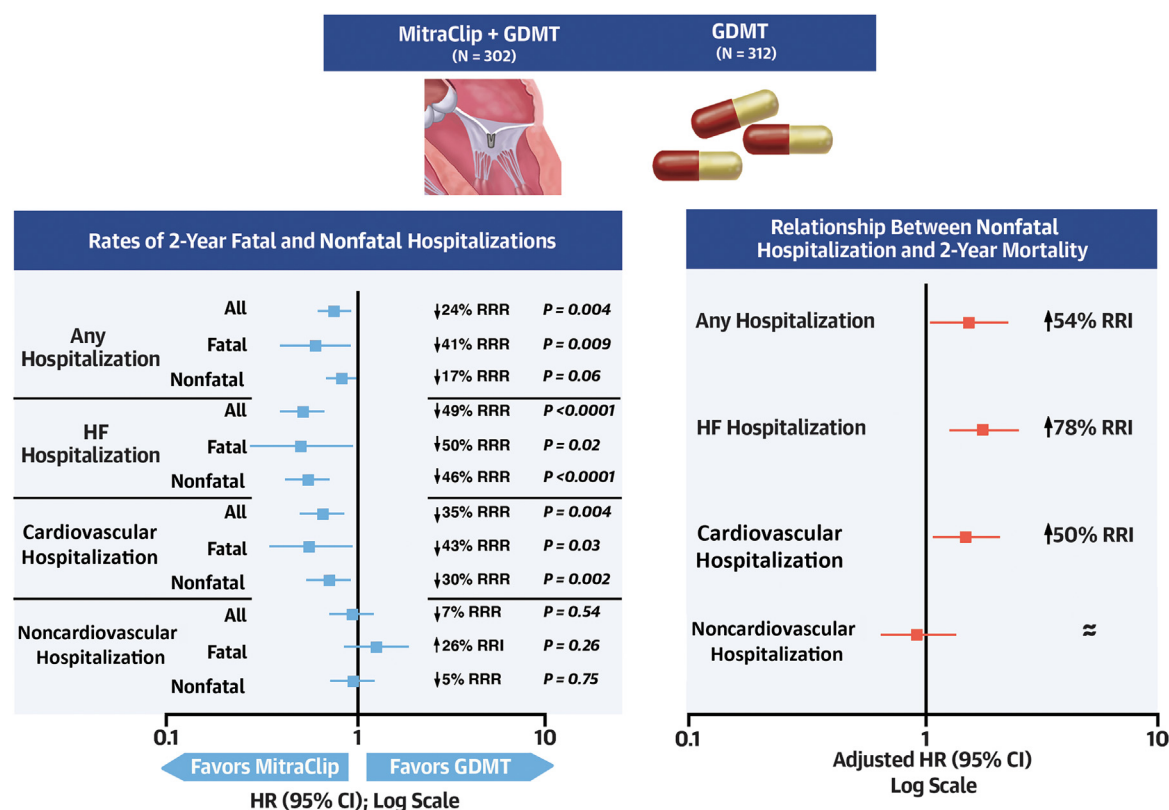 MitraClip + GDMT
(N = 302)
GDMT
(N = 312)
Rates of 2-Year Fatal and Nonfatal Hospitalizations
Any
Hospitalization
All ↓24% RRR P = 0.004
Fatal ↓41% RRR P = 0.009
Nonfatal ↓17% RRR P = 0.06
HF
Hospitalization
All ↓49% RRR P <0.0001
Fatal ↓50% RRR P = 0.02
Nonfatal ↓46% RRR P <0.0001
Cardiovascular
Hospitalization
All ↓35% RRR P = 0.004
Fatal ↓43% RRR P = 0.03
Nonfatal ↓30% RRR P = 0.002
Noncardiovascular
Hospitalization
All ↓7% RRR P = 0.54
Fatal ↑26% RRI P = 0.26
Nonfatal ↓5% RRR P = 0.75
0.1 1 10
Favors MitraClip Favors GDMT
HR (95% CI); Log Scale
Relationship Between Nonfatal
Hospitalization and 2-Year Mortality
Any Hospitalization ↑54% RRI
HF Hospitalization ↑78% RRI
Cardiovascular
Hospitalization
↑50% RRI
Noncardiovascular
Hospitalization
≈
0.1 1 10
Adjusted HR (95% CI)
Log Scale